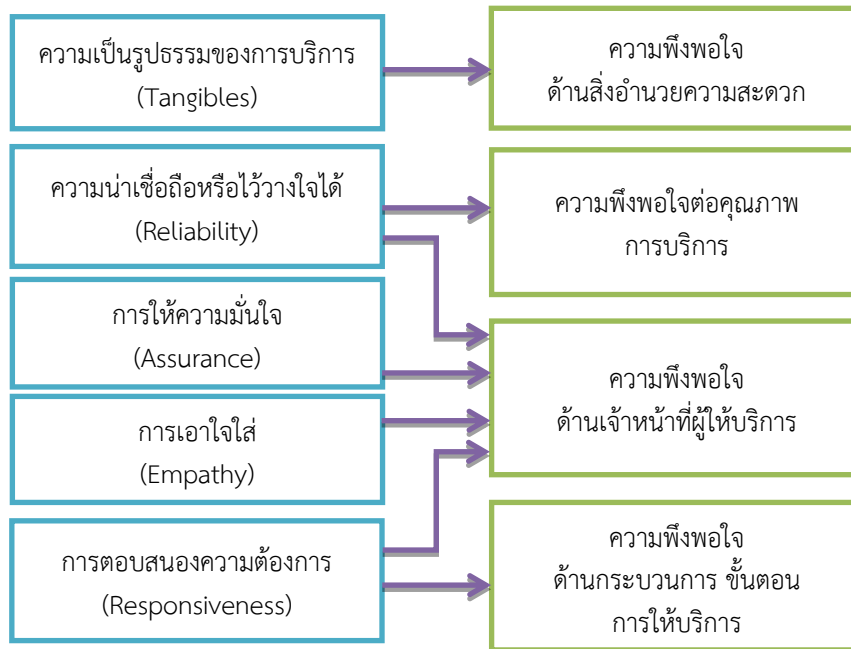 ความเป็นรูปธรรมของการบริการ
(Tangibles)
ความพึงพอใจ
ด้านสิ่งอำนวยความสะดวก
ความน่าเชื่อถือหรือไว้วางใจได้
(Reliability)
ความพึงพอใจต่อคุณภาพ
การบริการ
การให้ความมั่นใจ
(Assurance)
ความพึงพอใจ
ด้านเจ้าหน้าที่ผู้ให้บริการ
การเอาใจใส่
(Empathy)
การตอบสนองความต้องการ
(Responsiveness)
ความพึงพอใจ
ด้านกระบวนการ ขั้นตอน
การให้บริการ